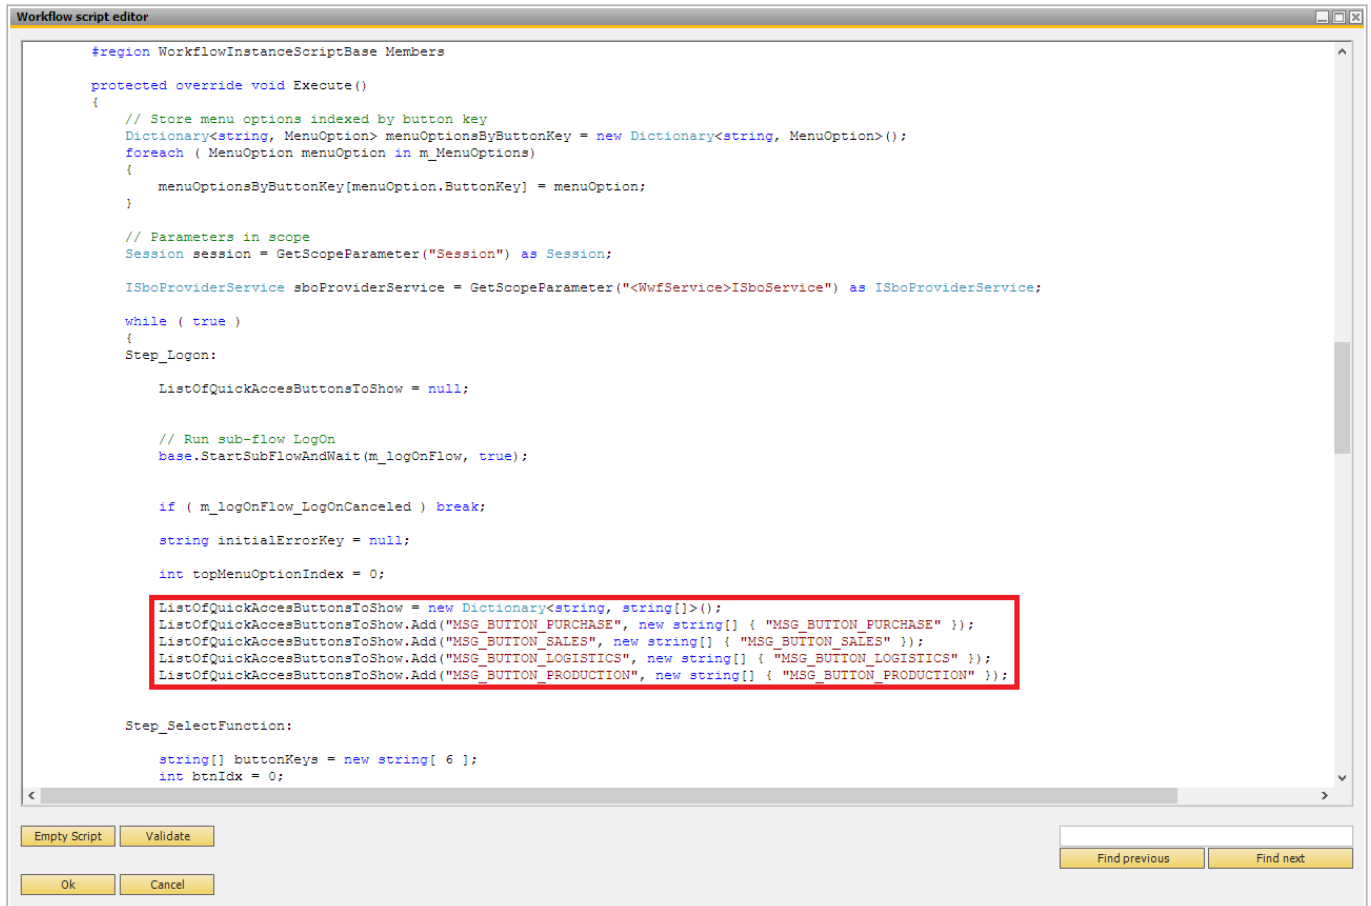 Workflow script editor
#region WorkflowInstanceScriptBase Members
protected override void Execute()
{
// Store menu options indexed by button key
Dictionary<string, MenuOption> menuOptionsByButtonKey = new Dictionary<string, MenuOption>();
foreach ( MenuOption menuOption in m_MenuOptions)
{
menuOptionsByButtonKey[menuOption.ButtonKey] = menuOption;
}
// Parameters in scope
Session session = GetScopeParameter("Session") as Session;
ISboProviderService sboProviderService = GetScopeParameter("<WwfService>ISboService") as ISboProviderService;
while ( true )
{
Step_Logon:
ListOfQuickAccesButtonsToShow = null;
// Run sub-flow LogOn
base.StartSubFlowAndWait(m_logOnFlow, true);
if ( m_logOnFlow_LogOnCanceled ) break;
string initialErrorKey = null;
int topMenuOptionIndex = 0;
ListOfQuickAccesButtonsToShow = new Dictionary<string, string[]>();
ListOfQuickAccesButtonsToShow.Add("MSG_BUTTON_PURCHASE", new string[] { "MSG_BUTTON_PURCHASE" });
ListOfQuickAccesButtonsToShow.Add("MSG_BUTTON_SALES", new string[] { "MSG_BUTTON_SALES" });
ListOfQuickAccesButtonsToShow.Add("MSG_BUTTON_LOGISTICS", new string[] { "MSG_BUTTON_LOGISTICS" });
ListOfQuickAccesButtonsToShow.Add("MSG_BUTTON_PRODUCTION", new string[] { "MSG_BUTTON_PRODUCTION" });
Step_SelectFunction:
string[] buttonKeys = new string[ 6 ];
int btnIdx = 0;
Empty Script Validate
Find previous Find next
Ok Cancel